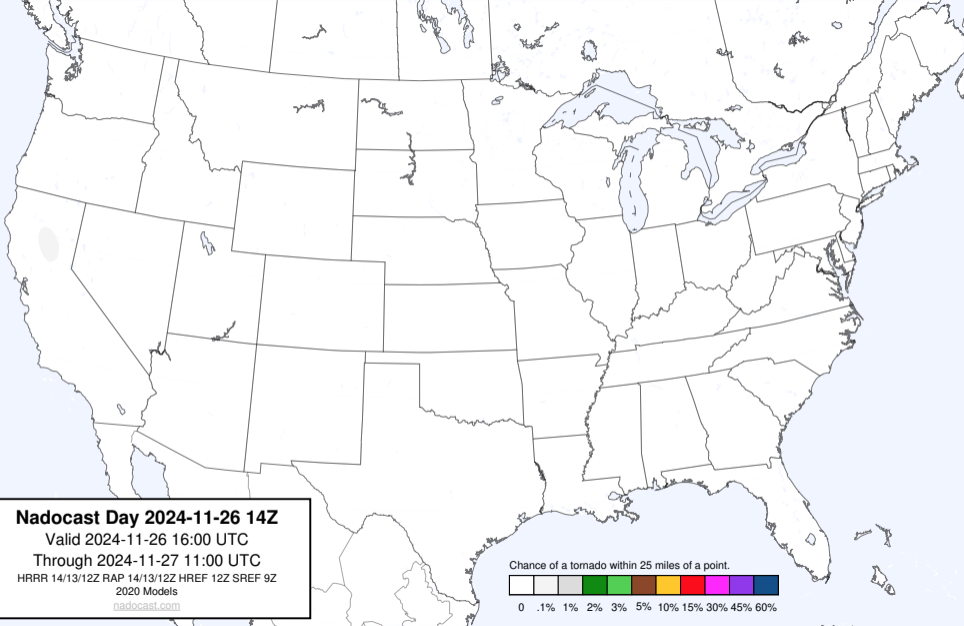 Nadocast Day 2024-11-26 14Z
Valid 2024-11-26 16:00 UTC
Through 2024-11-27 11:00 UTC
HRRR 14/13/12Z RAP 14/13/12Z HREF 12Z SREF 9Z
2020 Models
nadocast.com
Chance of a tornado within 25 miles of a point.
0 .1% 1% 2% 3% 5% 10% 15% 30% 45% 60%